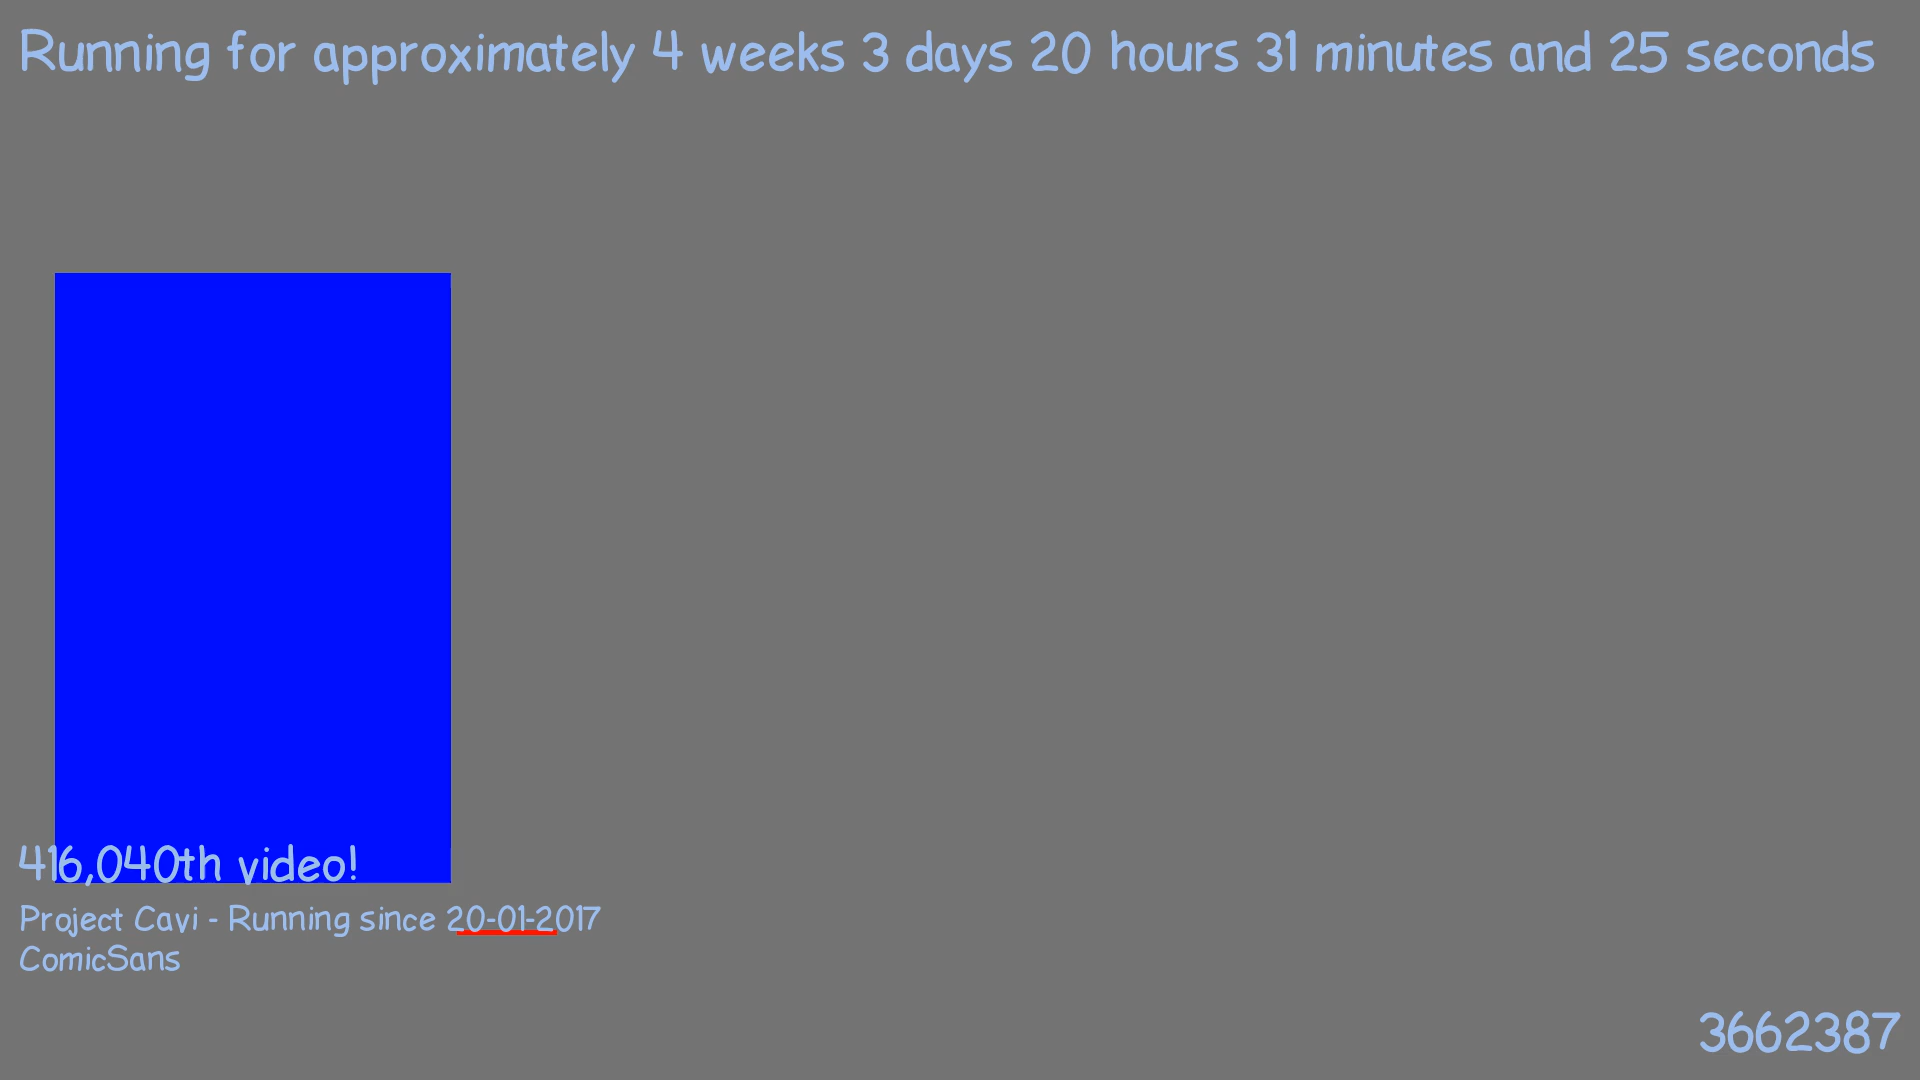 Running for approximately 4 weeks 3 days 20 hours 31 minutes and 25 seconds
416,040th video!
Project Cavi - Running since 20-01-2017
ComicSans
3662387